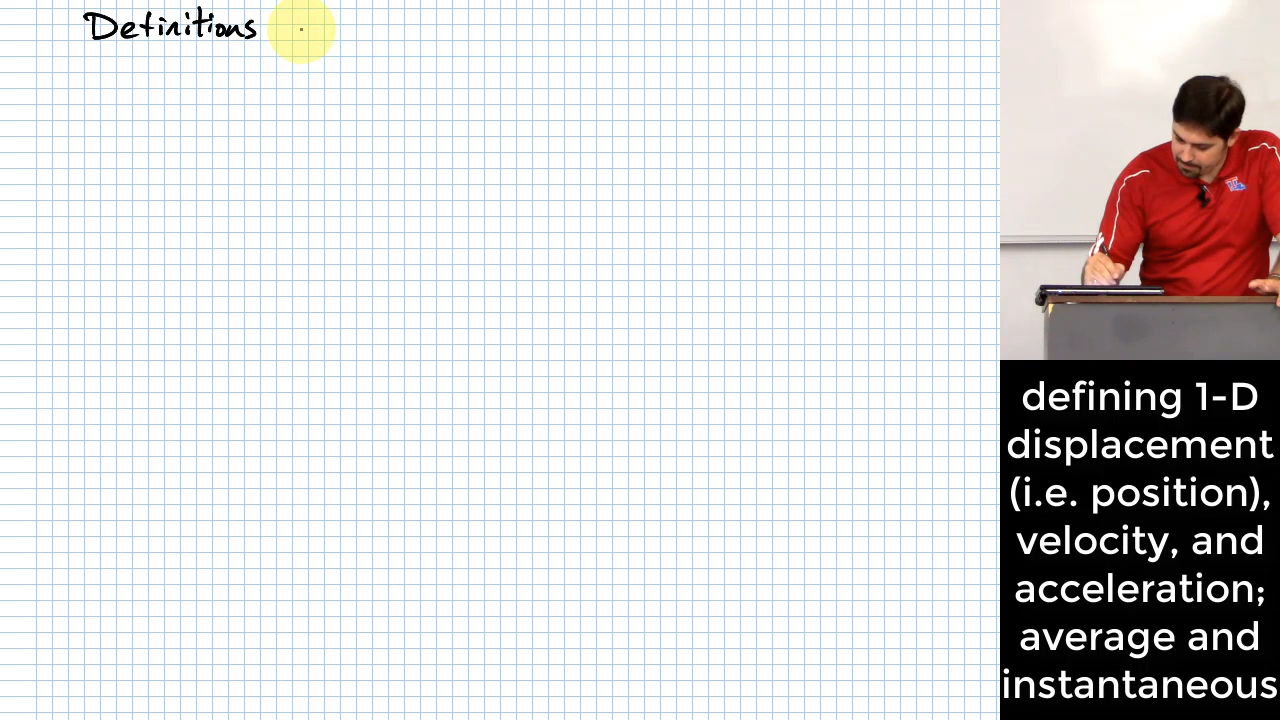 Definitions
defining 1-D
displacement
(i.e. position),
velocity, and
acceleration;
average and
instantaneous